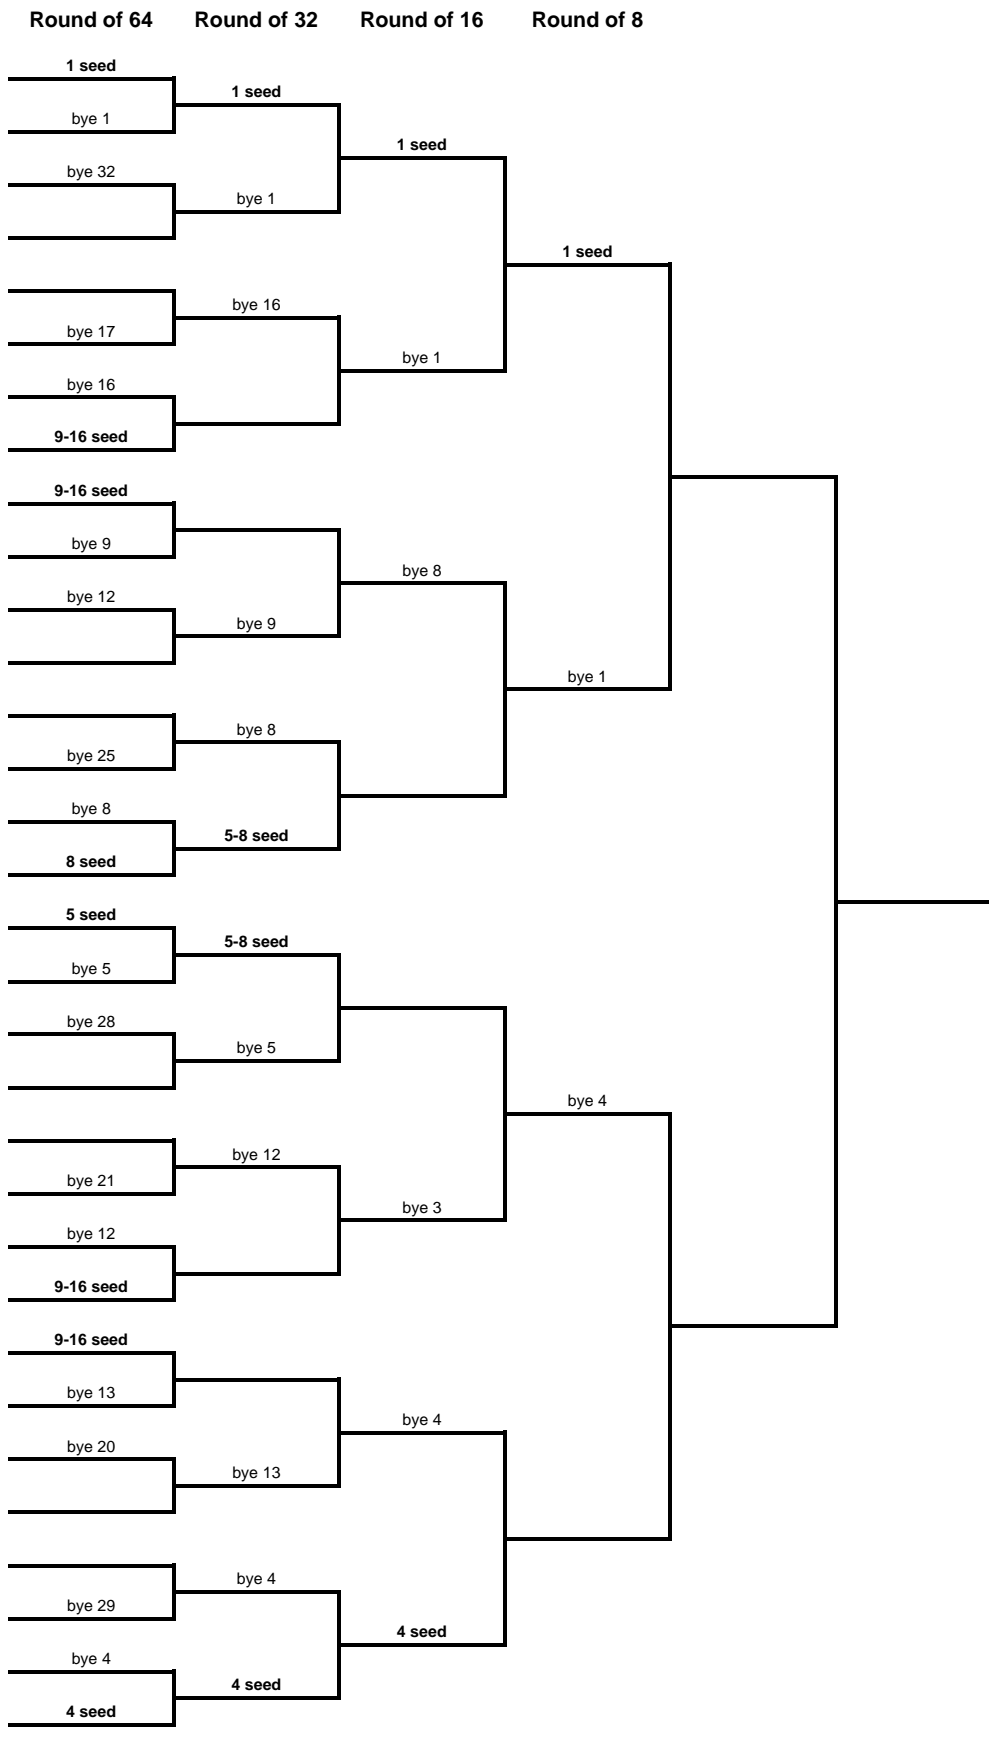 Round of 64 Round of 32 Round of 16 Round of 8
1 seed
1 seed
bye 1
1 seed
bye 32
bye 1
1 seed
bye 16
bye 17
bye 1
bye 16
9-16 seed
9-16 seed
bye 9
bye 8
bye 12
bye 9
bye 1
bye 8
bye 25
bye 8
5-8 seed
8 seed
5 seed
5-8 seed
bye 5
bye 28
bye 5
bye 4
bye 12
bye 21
bye 3
bye 12
9-16 seed
9-16 seed
bye 13
bye 4
bye 20
bye 13
bye 4
bye 29
4 seed
bye 4
4 seed
4 seed